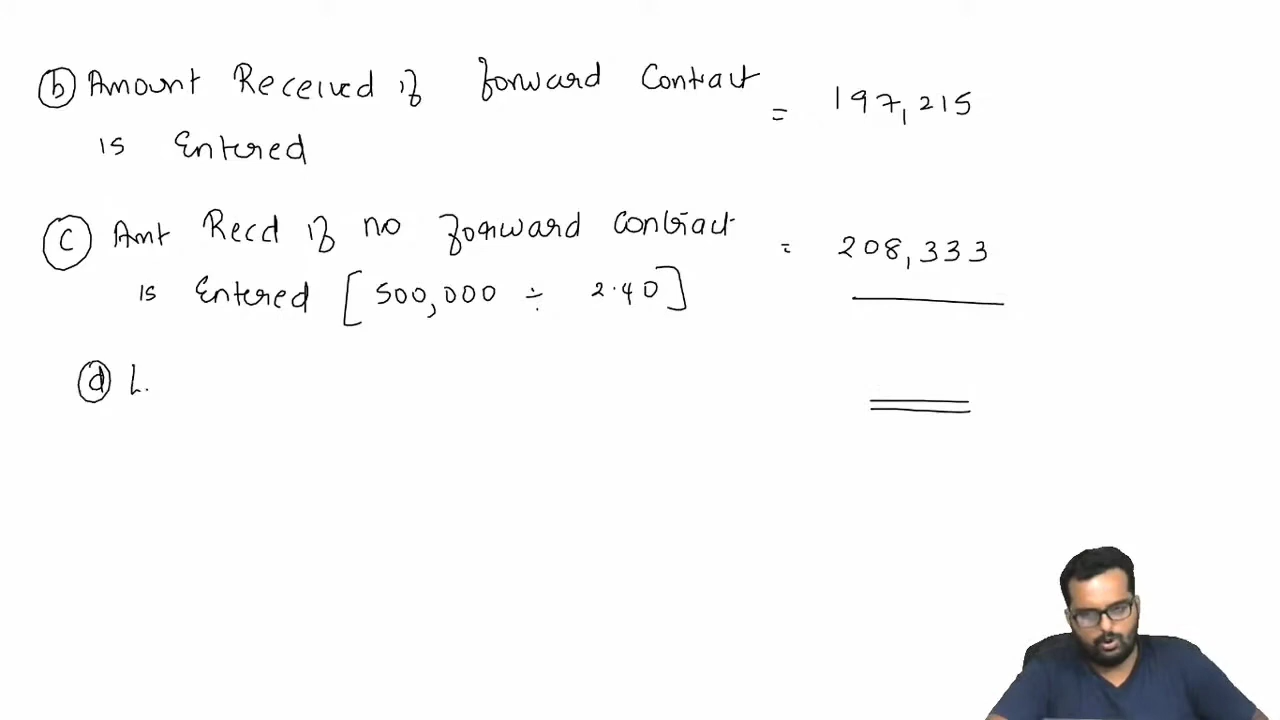 b Amount Received if forward Contract = 197,215
is Entered
c Amt Recd if no forward Contract = 208,333
is Entered [500,000 ÷ 2.40]
d L.